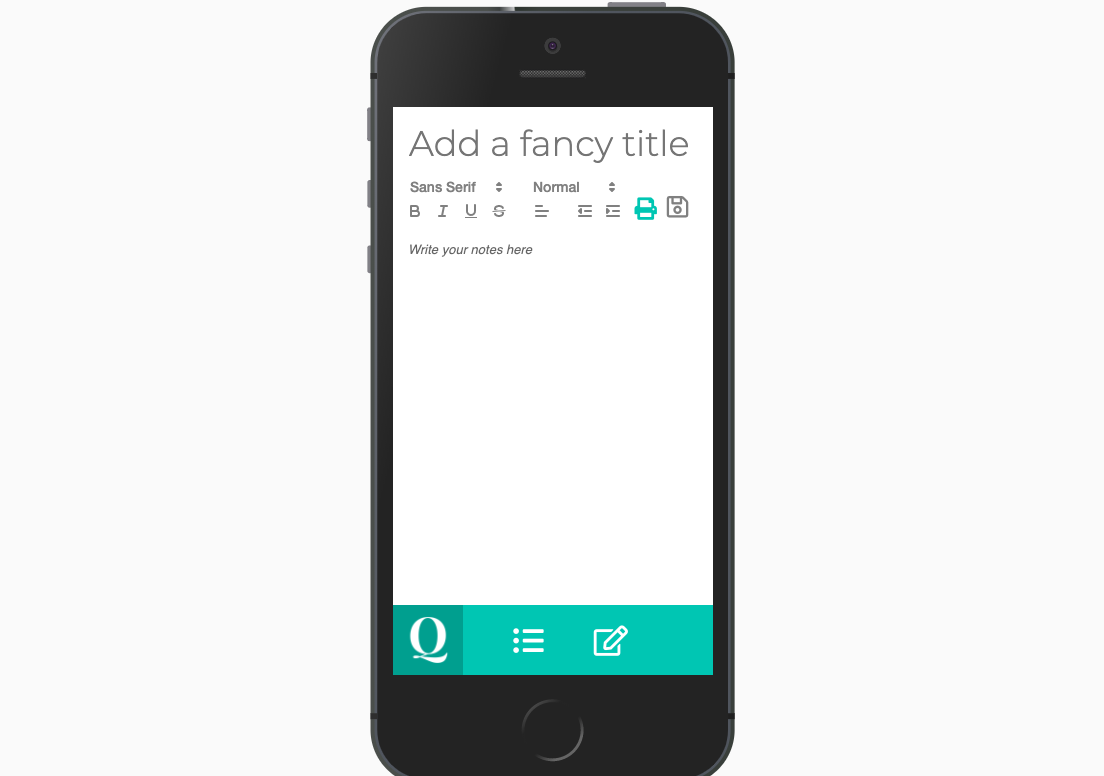 Add a fancy title
Sans Serif Normal
B I U S
Write your notes here
Q